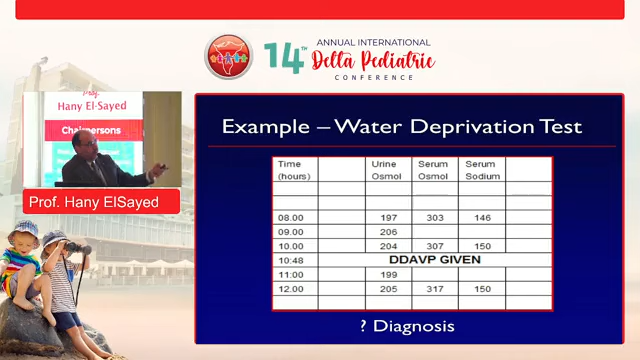 14TH
ANNUAL INTERNATIONAL
Delta Pediatric
CONFERENCE
Prof.
Hany El-Sayed
Chairpersons
Prof. Hany ElSayed
Example – Water Deprivation Test
Time (hours) Urine Osmol Serum Osmol Serum Sodium
08.00 197 303 146
09.00 206
10.00 204 307 150
10:48 DDAVP GIVEN
11:00 199
12.00 205 317 150
? Diagnosis